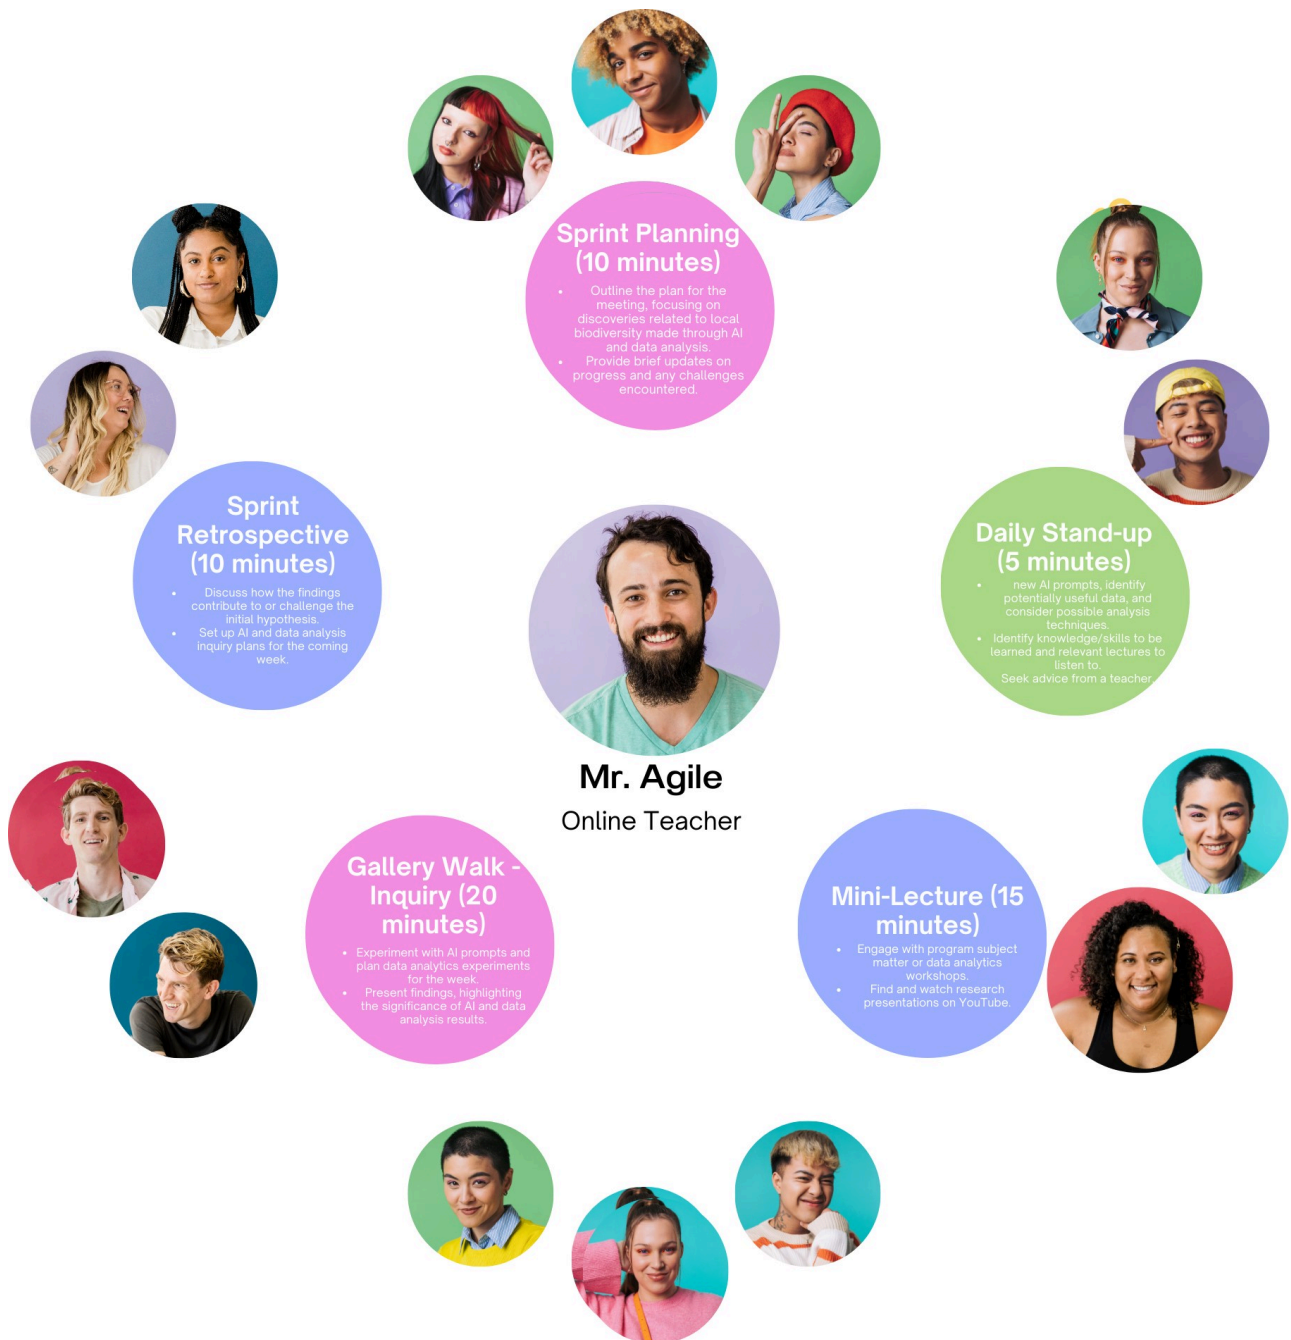 Sprint Planning
(10 minutes)
• Outline the plan for the
meeting, focusing on
discoveries related to local
biodiversity made through AI
and data analysis.
• Provide brief updates on
progress and any challenges
encountered.
Sprint
Retrospective
(10 minutes)
• Discuss how the findings
contribute to or challenge the
initial hypothesis.
• Set up AI and data analysis
inquiry plans for the coming
week.
Daily Stand-up
(5 minutes)
• new AI prompts, identify
potentially useful data, and
consider possible analysis
techniques.
• Identify knowledge/skills to be
learned and relevant lectures to
listen to.
Seek advice from a teacher.
Mr. Agile
Online Teacher
Gallery Walk -
Inquiry (20
minutes)
• Experiment with AI prompts and
plan data analytics experiments
for the week.
• Present findings, highlighting
the significance of AI and data
analysis results.
Mini-Lecture (15
minutes)
• Engage with program subject
matter or data analytics
workshops.
• Find and watch research
presentations on YouTube.